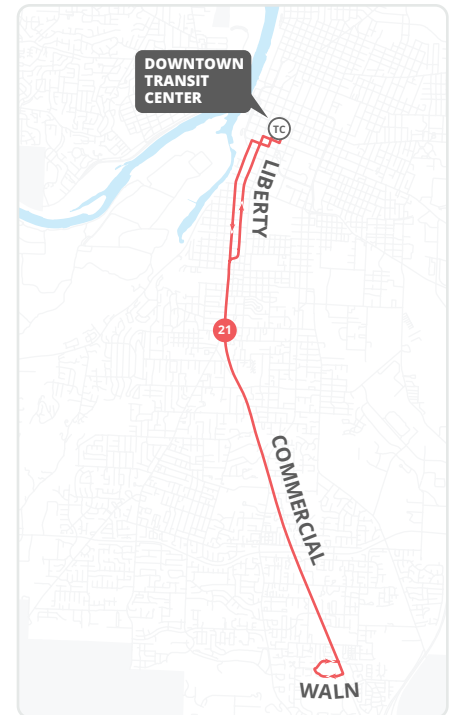 DOWNTOWN
TRANSIT
CENTER
TC
LIBERTY
21
COMMERCIAL
WALN